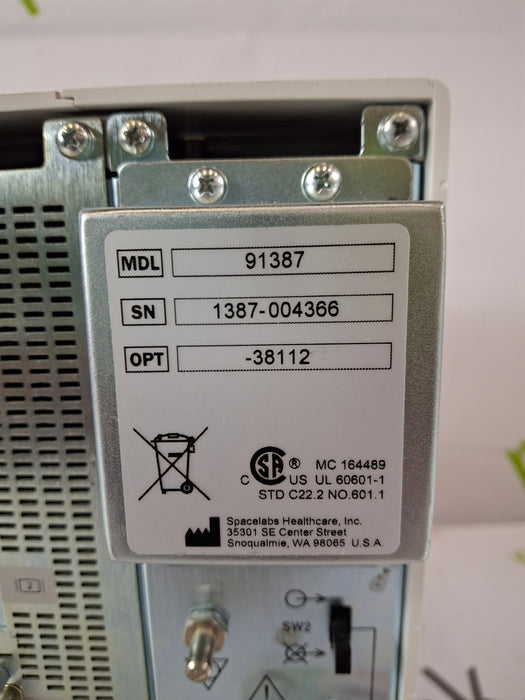 MDL 91387
SN 1387-004366
OPT -38112
SA ® MC 164489
C US UL 60601-1
STD C22.2 NO.601.1
Spacelabs Healthcare, Inc.
35301 SE Center Street
Snoqualmie, WA 98065 U.S.A
2
SW2